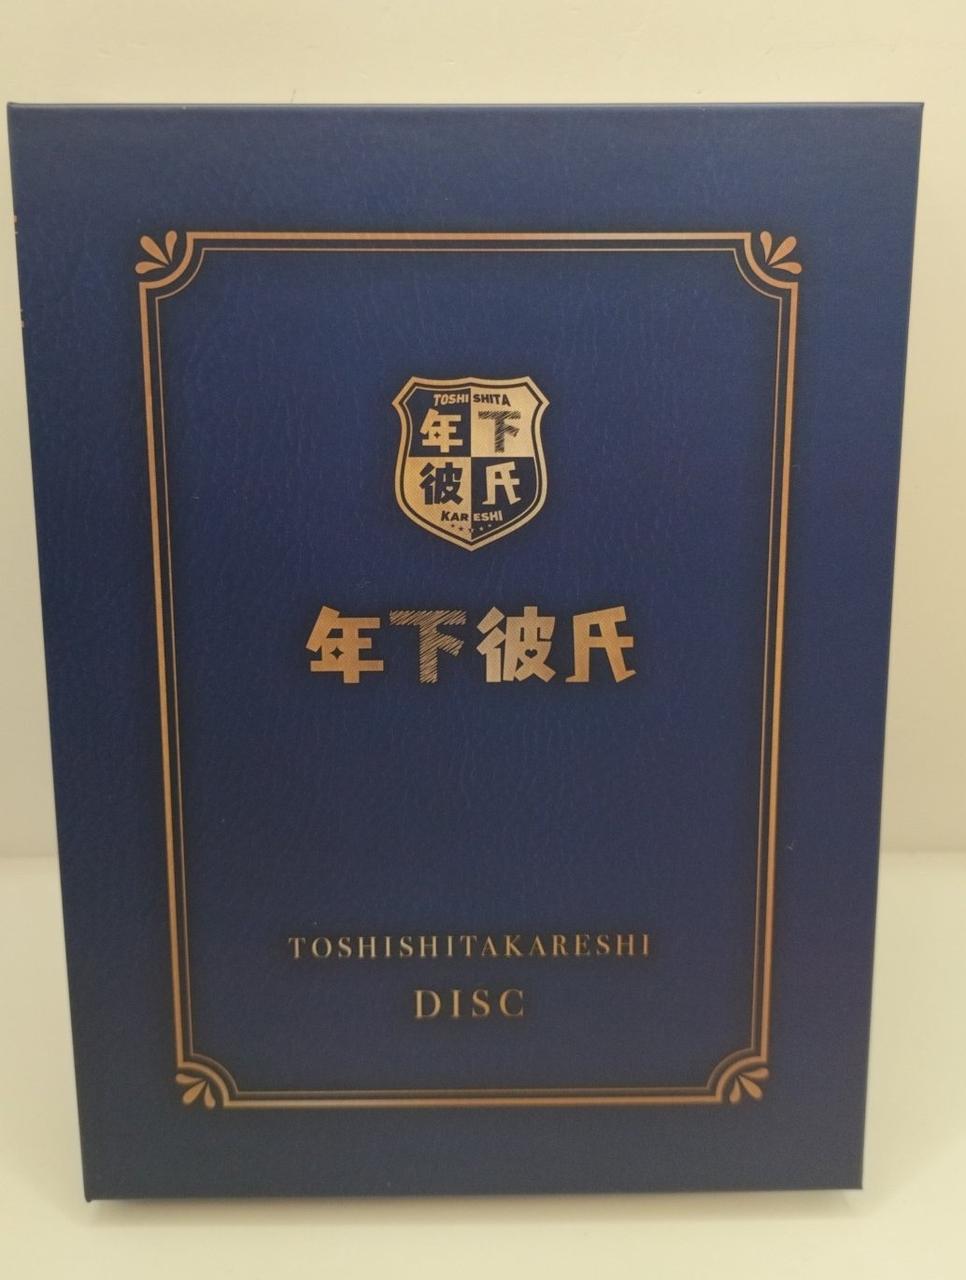 TOSHI SHITA
年下
彼氏
KARESHI
年下彼氏
TOSHISHITAKARESHI
DISC